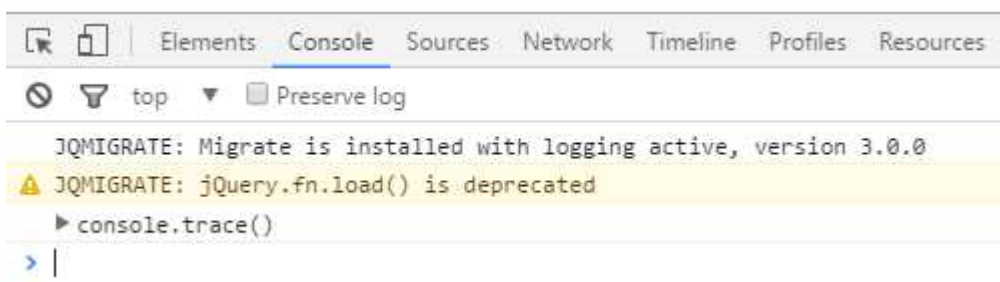 Elements Console Sources Network Timeline Profiles Resources
top Preserve log
JQMIGRATE: Migrate is installed with logging active, version 3.0.0
JQMIGRATE: jQuery.fn.load() is deprecated
console.trace()